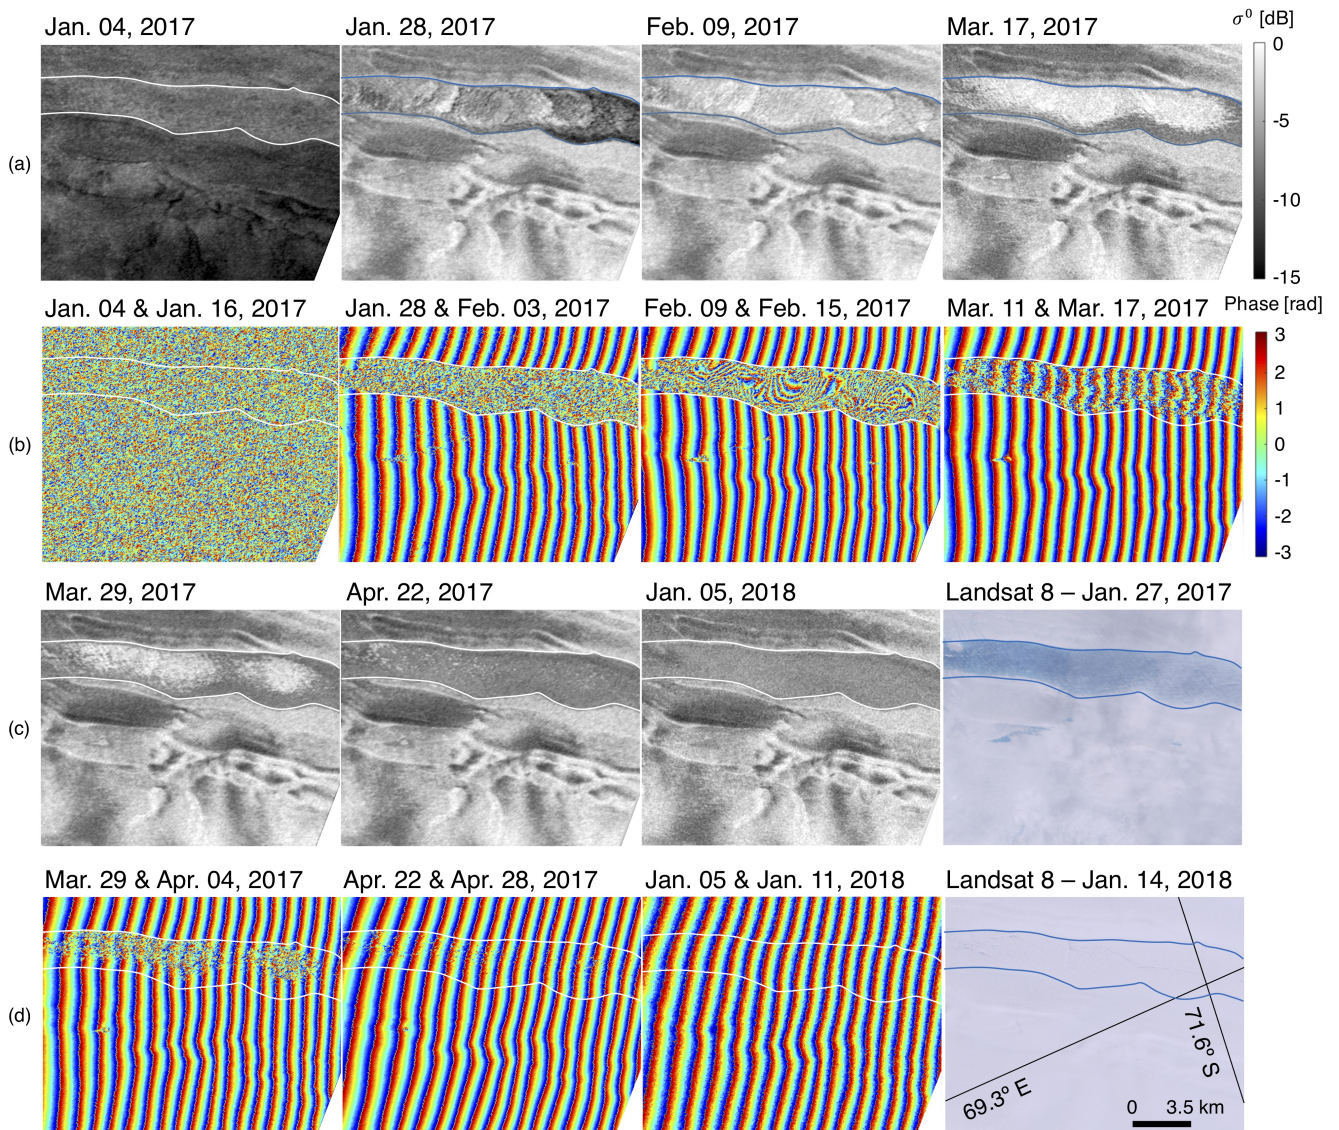 Jan. 04, 2017 Jan. 28, 2017 Feb. 09, 2017 Mar. 17, 2017 σ⁰ [dB]
0
-5
(a)
-10
-15
Jan. 04 & Jan. 16, 2017 Jan. 28 & Feb. 03, 2017 Feb. 09 & Feb. 15, 2017 Mar. 11 & Mar. 17, 2017 Phase [rad]
3
2
1
(b) 0
-1
-2
-3
Mar. 29, 2017 Apr. 22, 2017 Jan. 05, 2018 Landsat 8 – Jan. 27, 2017
(c)
Mar. 29 & Apr. 04, 2017 Apr. 22 & Apr. 28, 2017 Jan. 05 & Jan. 11, 2018 Landsat 8 – Jan. 14, 2018
(d)
71.6° S
69.3° E
0 3.5 km